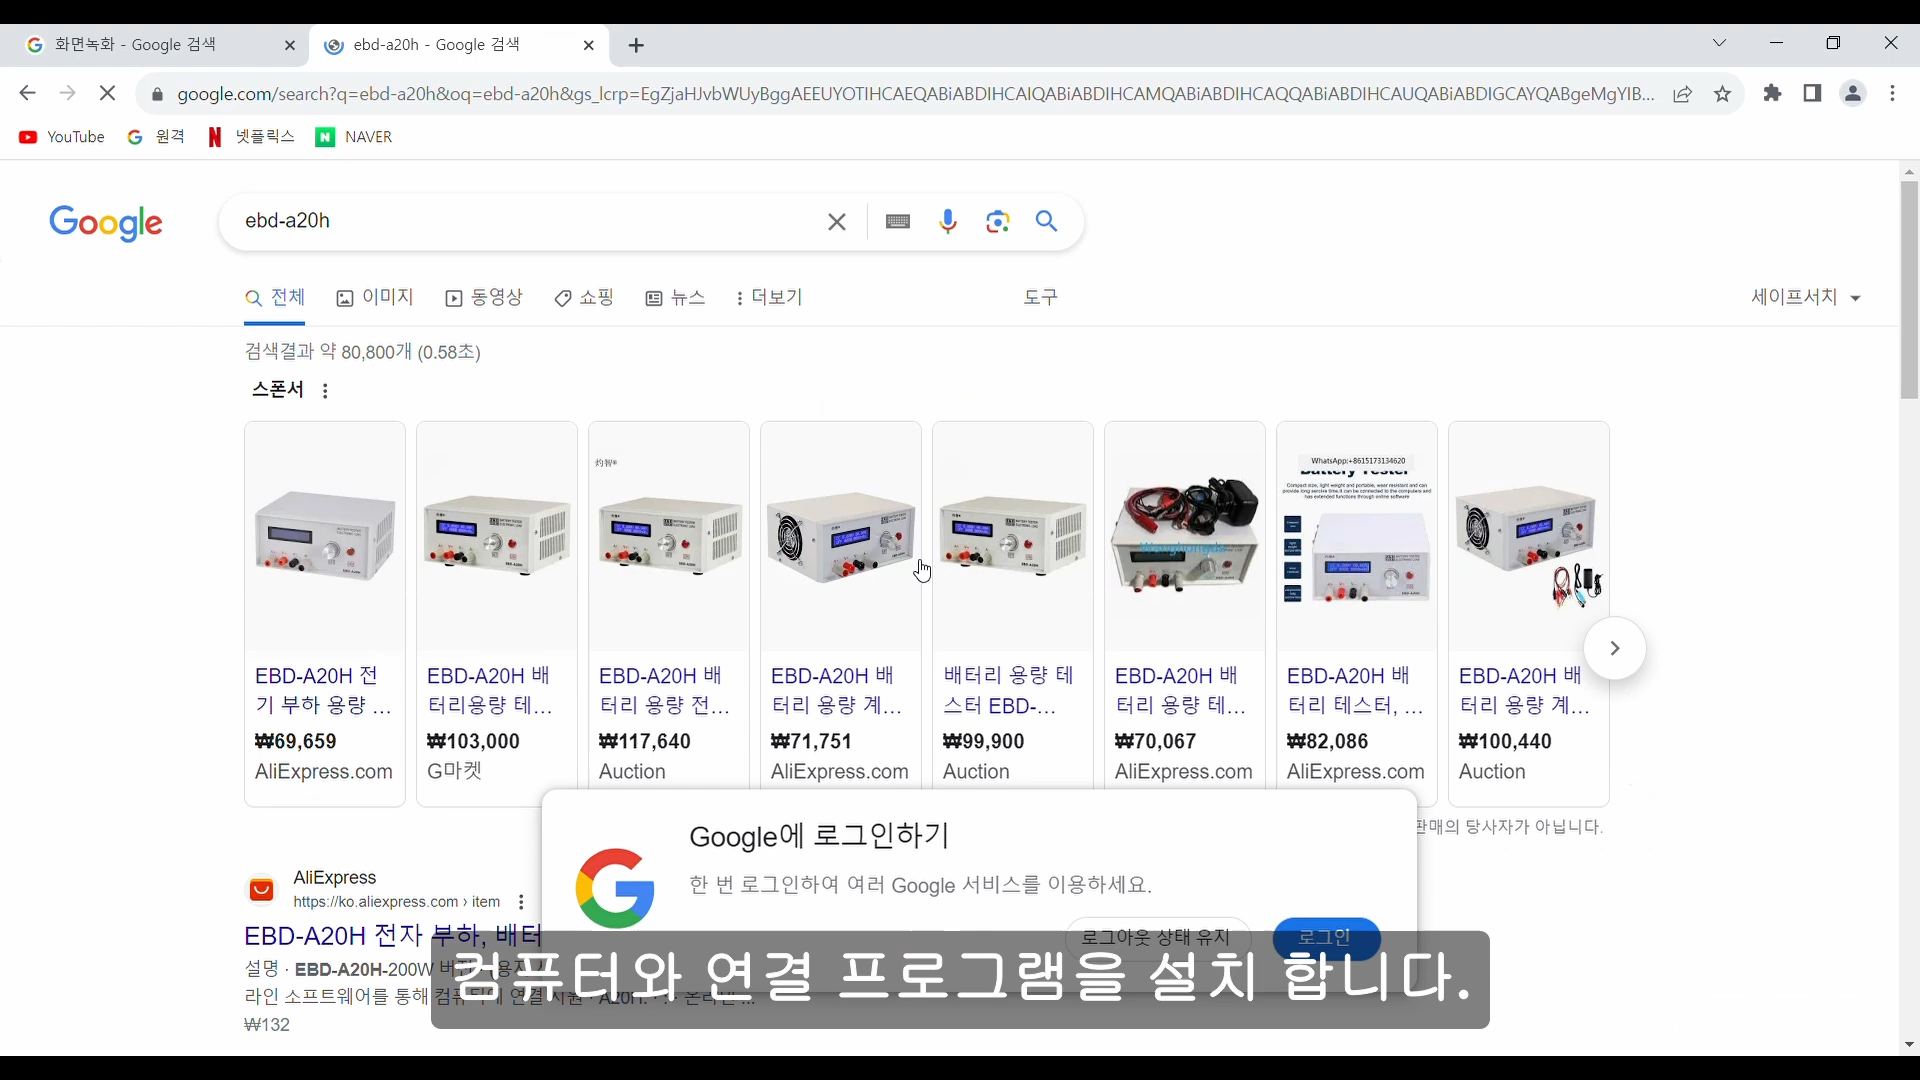 화면녹화 - Google 검색
ebd-a20h - Google 검색
google.com/search?q=ebd-a20h&oq=ebd-a20h&gs_lcrp=EgZjaHJvbWUyBggAEEUYOTIHCAEQABiABDIHCAIQABiABDIHCAMQABiABDIHCAQQABiABDIHCAUQABiABDIGCAYQABgeMgYIB...
YouTube
원격
넷플릭스
NAVER
Google
ebd-a20h
전체
이미지
동영상
쇼핑
뉴스
더보기
도구
세이프서치
검색결과 약 80,800개 (0.58초)
스폰서
WhatsApp:+8615173134620
EBD-A20H 전
기 부하 용량 ...
₩69,659
AliExpress.com
EBD-A20H 배
터리용량 테...
₩103,000
G마켓
EBD-A20H 배
터리 용량 전...
₩117,640
Auction
EBD-A20H 배
터리 용량 계...
₩71,751
AliExpress.com
배터리 용량 테
스터 EBD-...
₩99,900
Auction
EBD-A20H 배
터리 용량 테...
₩70,067
AliExpress.com
EBD-A20H 배
터리 테스터, ...
₩82,086
AliExpress.com
EBD-A20H 배
터리 용량 계...
₩100,440
Auction
판매의 당사자가 아닙니다.
Google에 로그인하기
한 번 로그인하여 여러 Google 서비스를 이용하세요.
로그아웃 상태 유지
로그인
AliExpress
https://ko.aliexpress.com › item
EBD-A20H 전자 부하, 배터
설명 · EBD-A20H-200W
라인 소프트웨어를 통해
₩132
컴퓨터와 연결 프로그램을 설치 합니다.